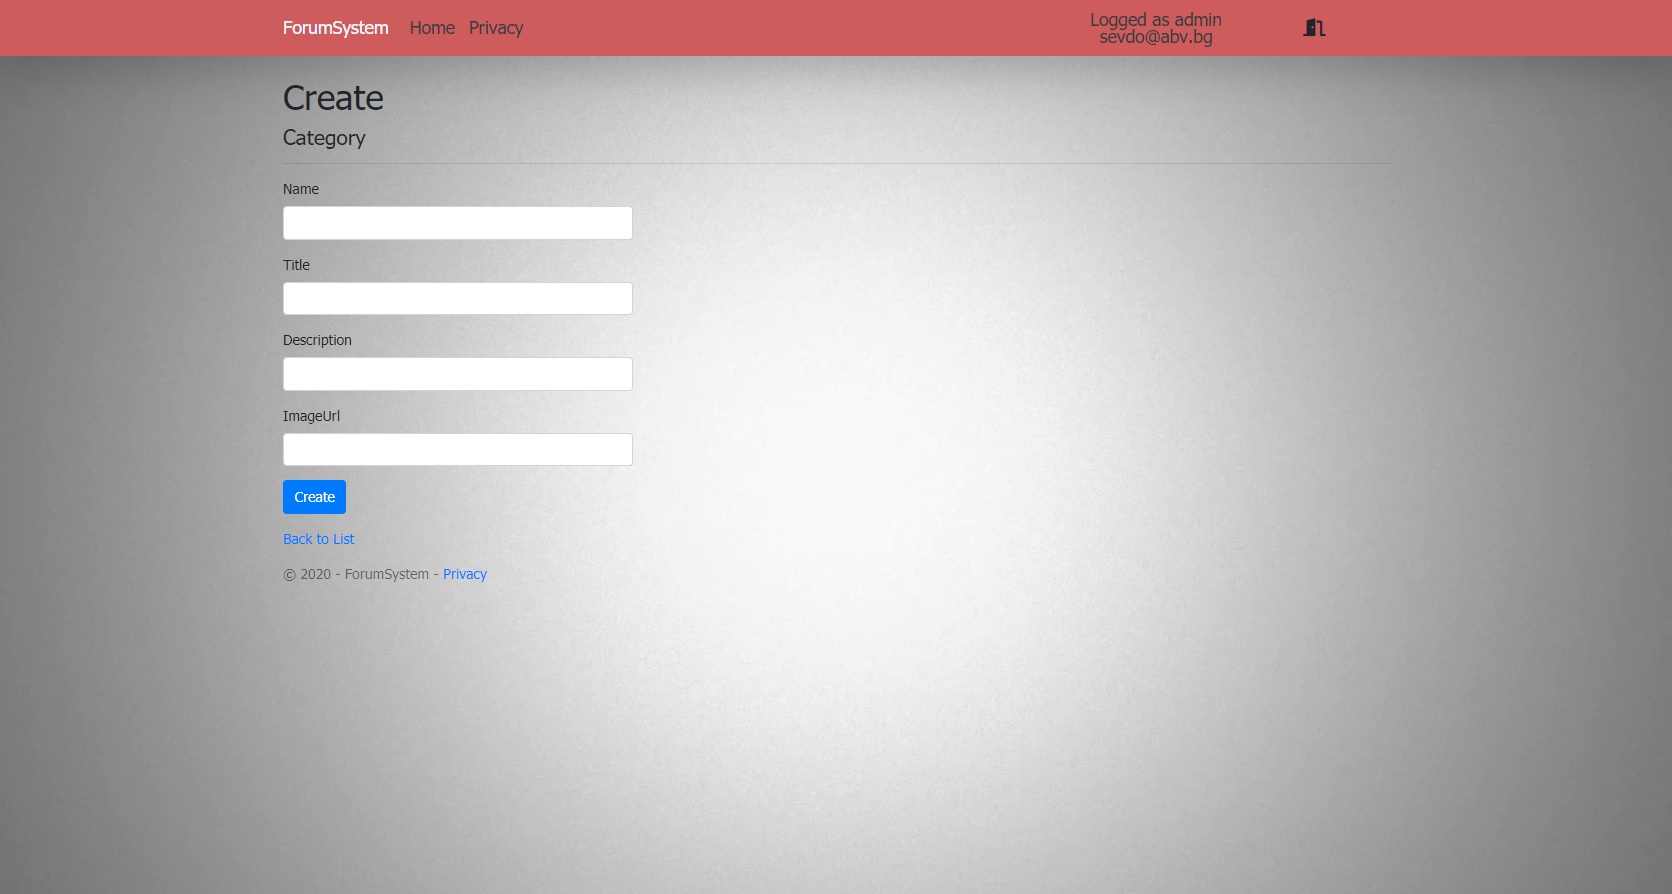 ForumSystem Home Privacy
Logged as admin
sevdo@abv.bg
Create
Category
Name
Title
Description
ImageUrl
Create
Back to List
© 2020 - ForumSystem - Privacy